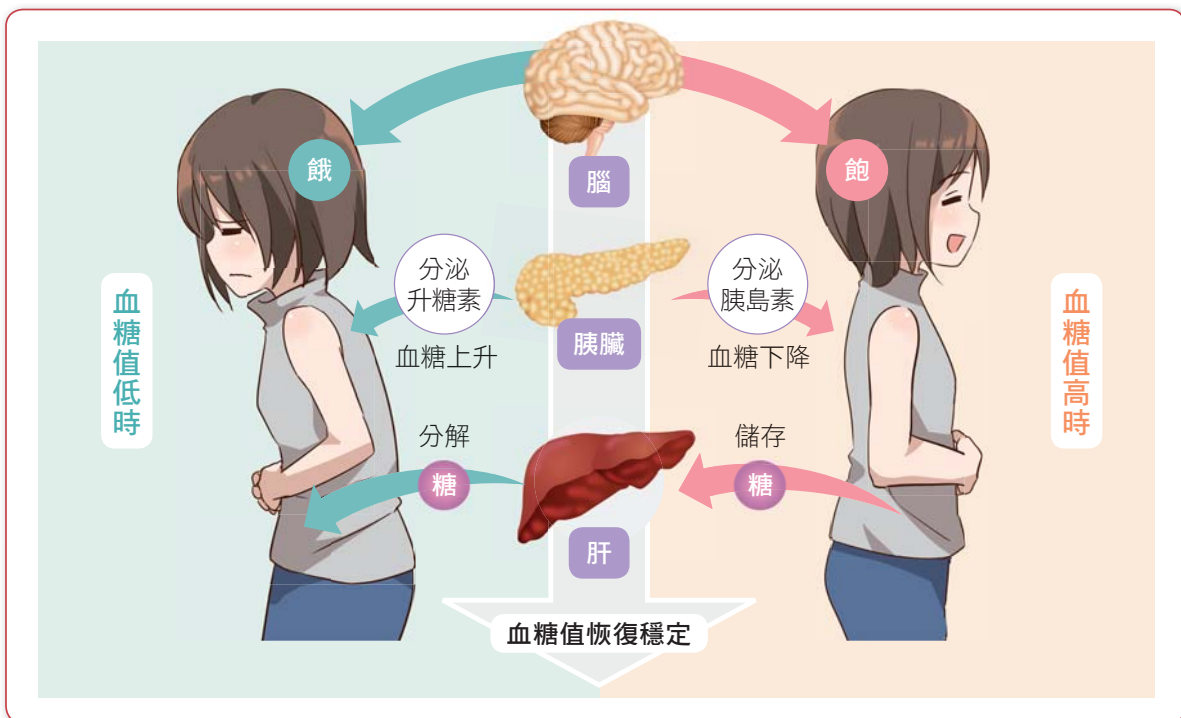 餓
飽
腦
分泌
升糖素
血糖上升
胰臟
分泌
胰島素
血糖下降
血糖值低時
血糖值高時
分解
糖
儲存
糖
肝
血糖值恢復穩定